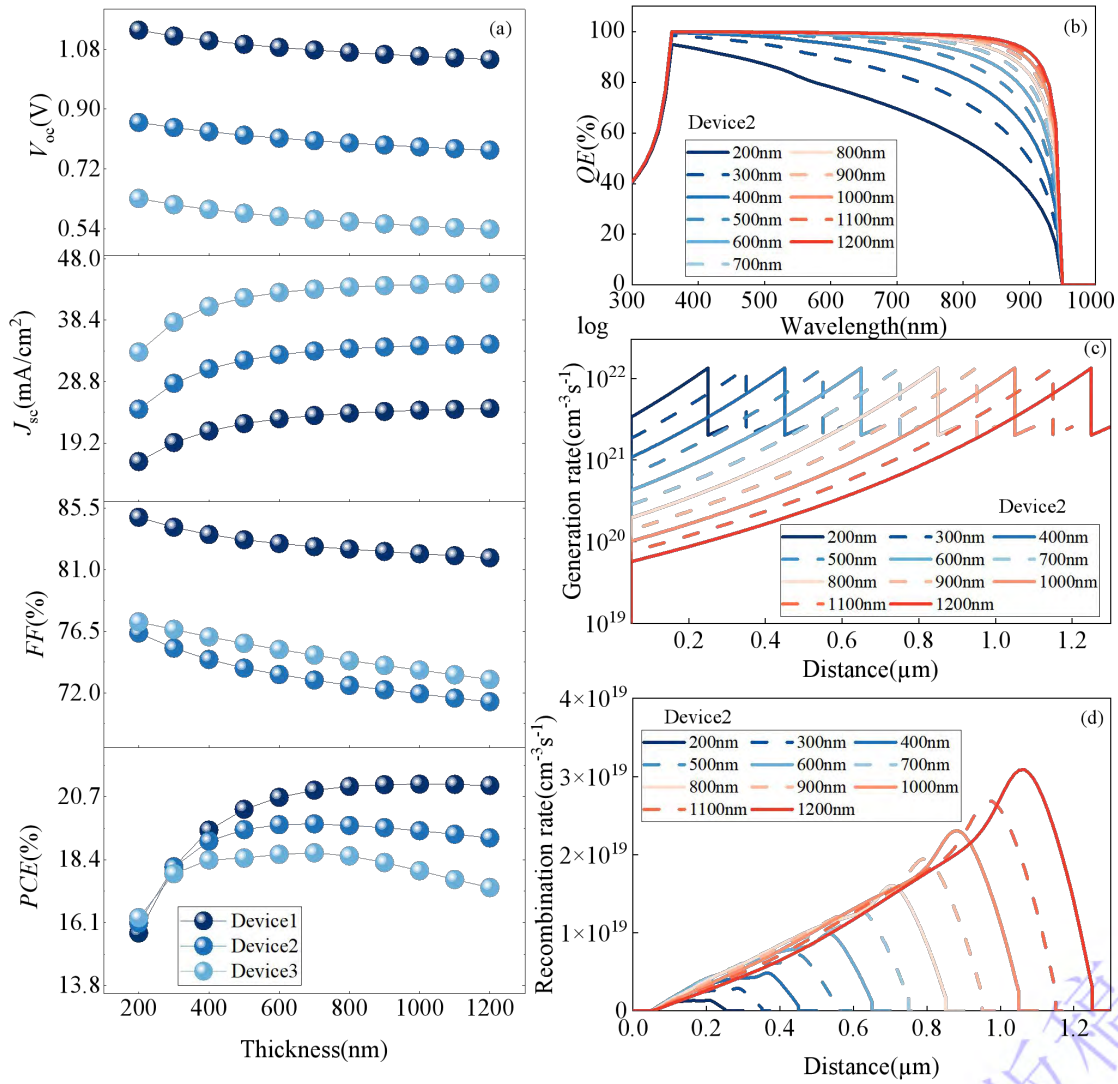 (a)
1.08
0.90
0.72
0.54
Voc(V)
48.0
38.4
28.8
19.2
Jsc(mA/cm²)
85.5
81.0
76.5
72.0
FF(%)
20.7
18.4
16.1
13.8
PCE(%)
Device1
Device2
Device3
200 400 600 800 1000 1200
Thickness(nm)
(b)
100
80
60
40
20
0
QE(%)
Device2
200nm 800nm
300nm 900nm
400nm 1000nm
500nm 1100nm
600nm 1200nm
700nm
300 400 500 600 700 800 900 1000
Wavelength(nm)
log
(c)
10²²
10²¹
10²⁰
10¹⁹
Generation rate(cm⁻³s⁻¹)
Device2
200nm 300nm 400nm
500nm 600nm 700nm
800nm 900nm 1000nm
1100nm 1200nm
0.2 0.4 0.6 0.8 1.0 1.2
Distance(μm)
(d)
4×10¹⁹
3×10¹⁹
2×10¹⁹
1×10¹⁹
0
Recombination rate(cm⁻³s⁻¹)
Device2
200nm 300nm 400nm
500nm 600nm 700nm
800nm 900nm 1000nm
1100nm 1200nm
0.0 0.2 0.4 0.6 0.8 1.0 1.2
Distance(μm)